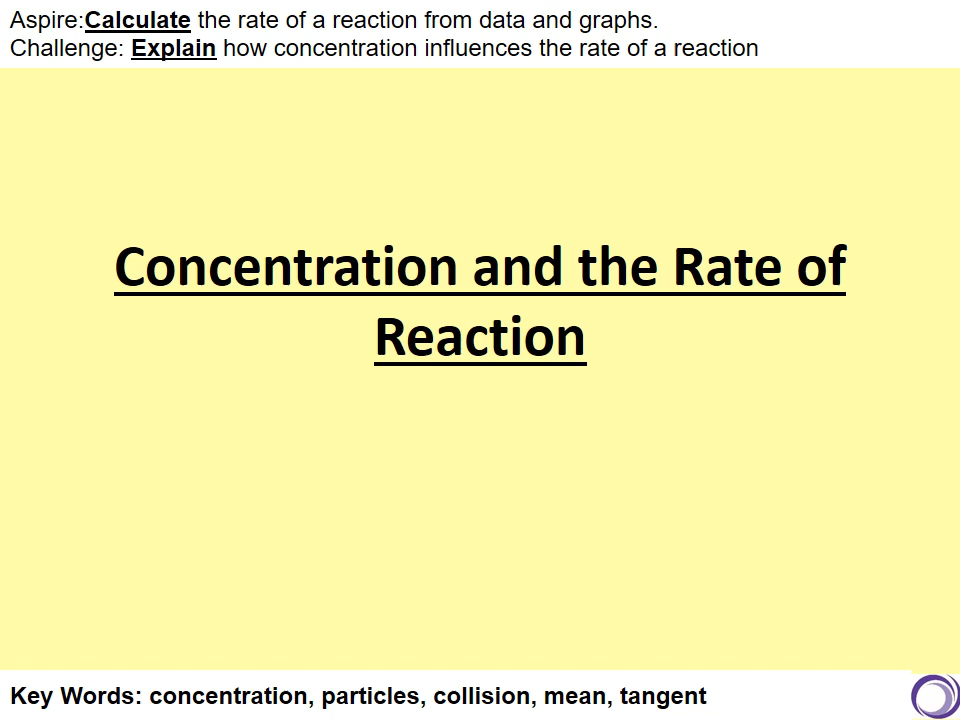 Aspire:Calculate the rate of a reaction from data and graphs.
Challenge: Explain how concentration influences the rate of a reaction
Concentration and the Rate of
Reaction
Key Words: concentration, particles, collision, mean, tangent